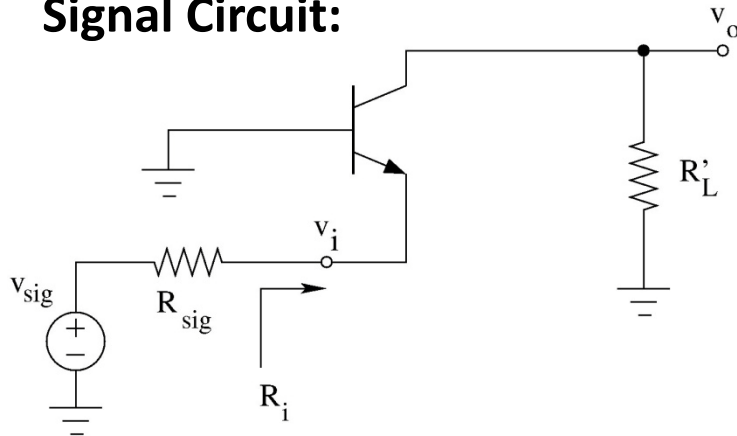 Signal Circuit:
v_o
R'_L
v_i
v_sig
+
−
R_sig
R_i